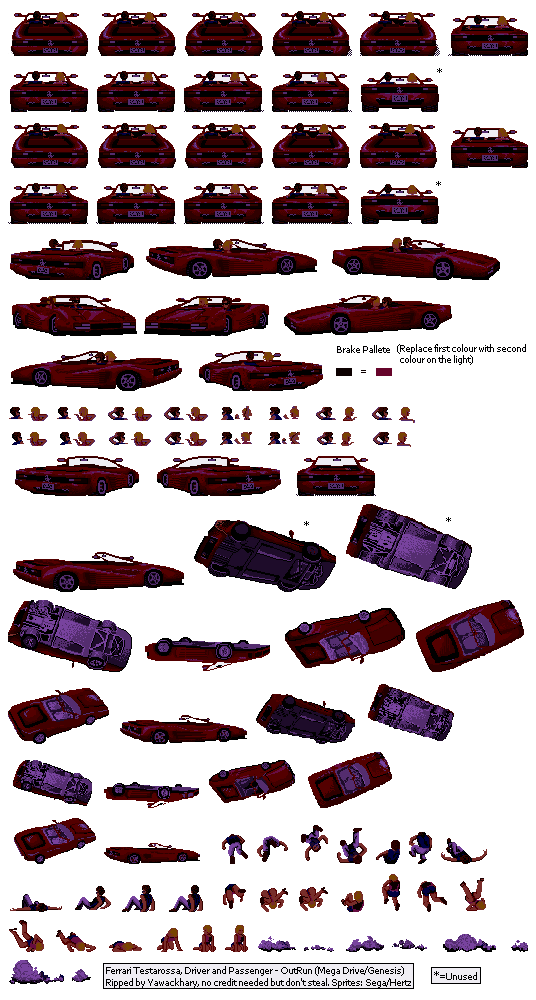 *
*
Brake Pallete (Replace first colour with second
colour on the light)
=
* *
Ferrari Testarossa, Driver and Passenger - OutRun (Mega Drive/Genesis)
Ripped by Yawackhary, no credit needed but don't steal. Sprites: Sega/Hertz
*=Unused